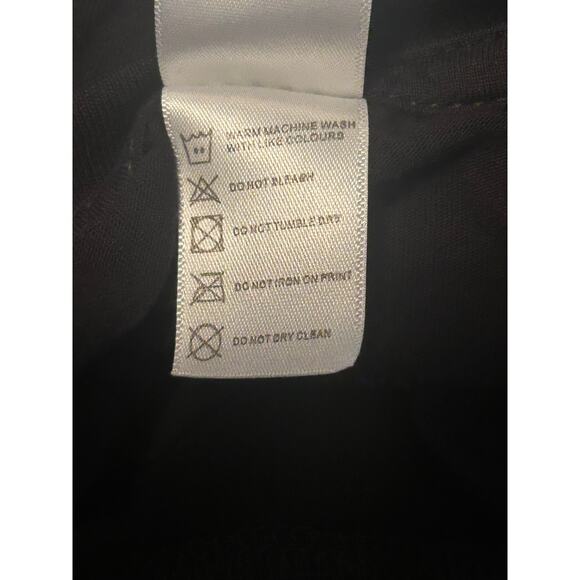 WARM MACHINE WASH
WITH LIKE COLOURS
DO NOT BLEACH
DO NOT TUMBLE DRY
DO NOT IRON ON PRINT
DO NOT DRY CLEAN